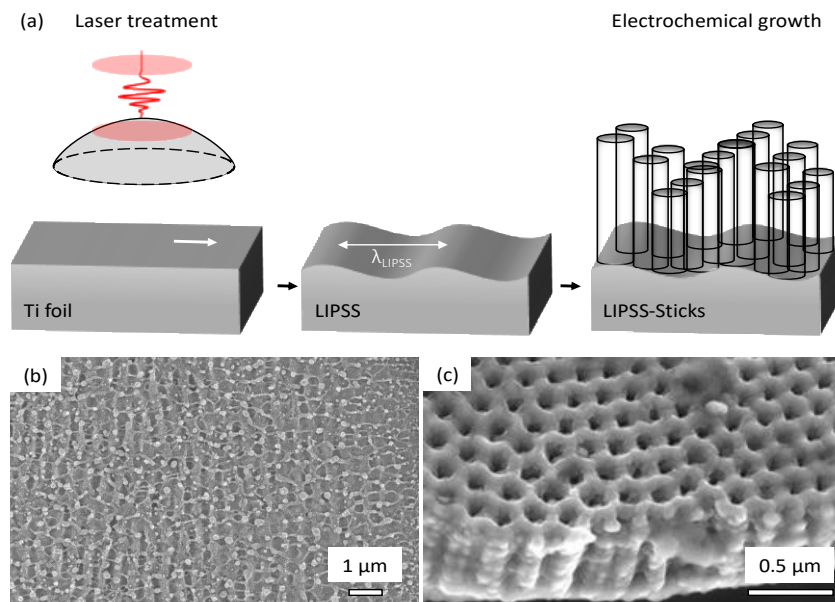 (a) Laser treatment Electrochemical growth
λLIPSS
Ti foil LIPSS LIPSS-Sticks
(b) (c)
1 μm 0.5 μm